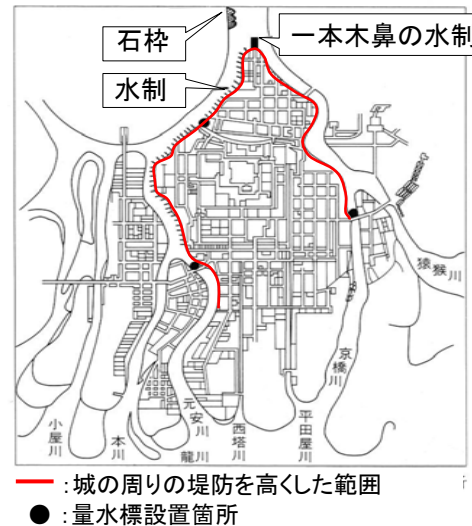 石枠
一本木鼻の水制
水制
猿猴川
京橋川
平田屋川
西塔川
元安川
龍川
本川
小屋川
:城の周りの堤防を高くした範囲
:量水標設置箇所